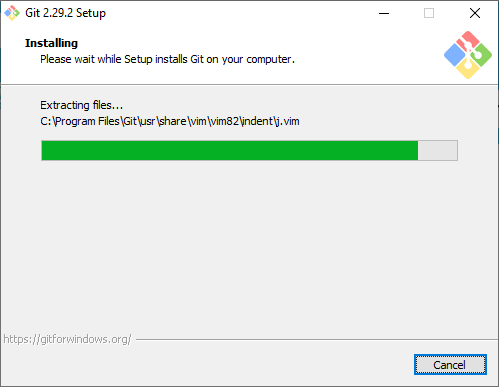 Git 2.29.2 Setup
Installing
Please wait while Setup installs Git on your computer.
Extracting files...
C:\Program Files\Git\usr\share\vim\vim82\indent\j.vim
https://gitforwindows.org/
Cancel